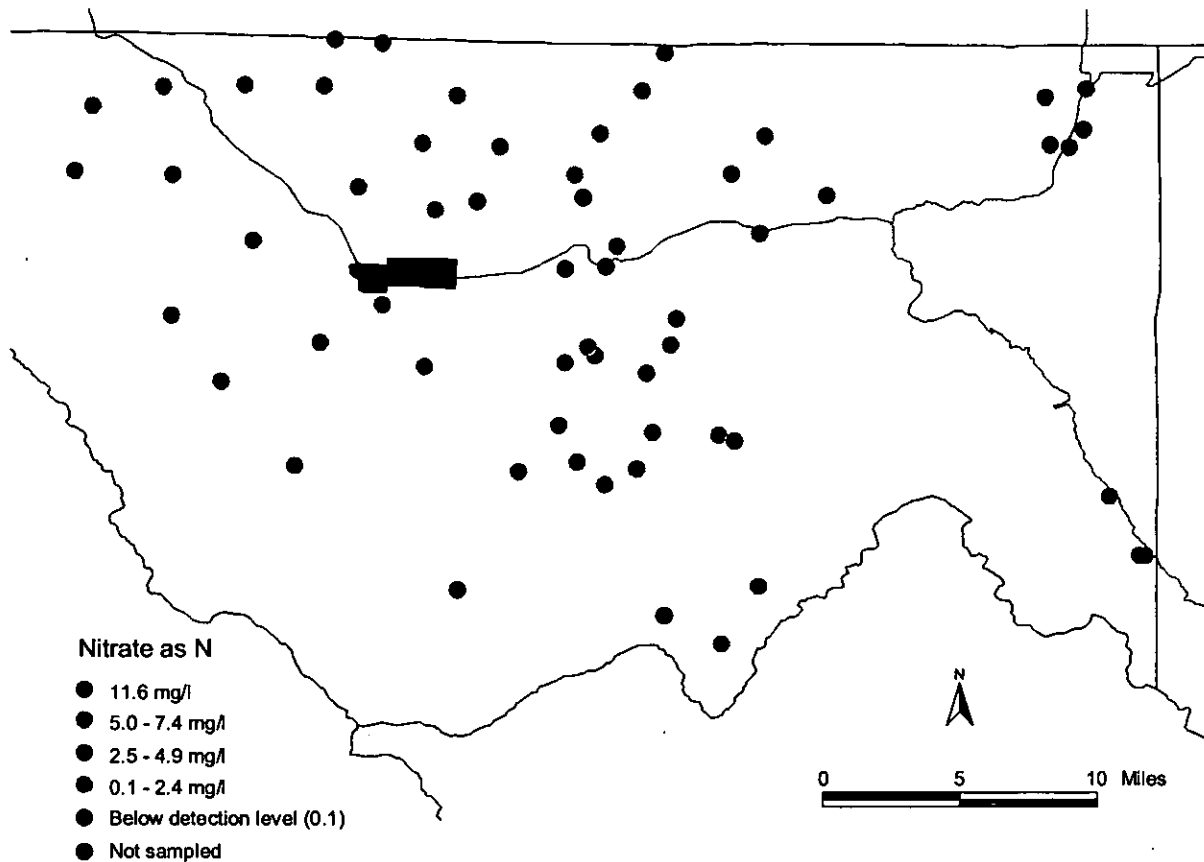 Nitrate as N
11.6 mg/l
5.0 - 7.4 mg/l
2.5 - 4.9 mg/l
0.1 - 2.4 mg/l
Below detection level (0.1)
Not sampled
N
0 5 10 Miles